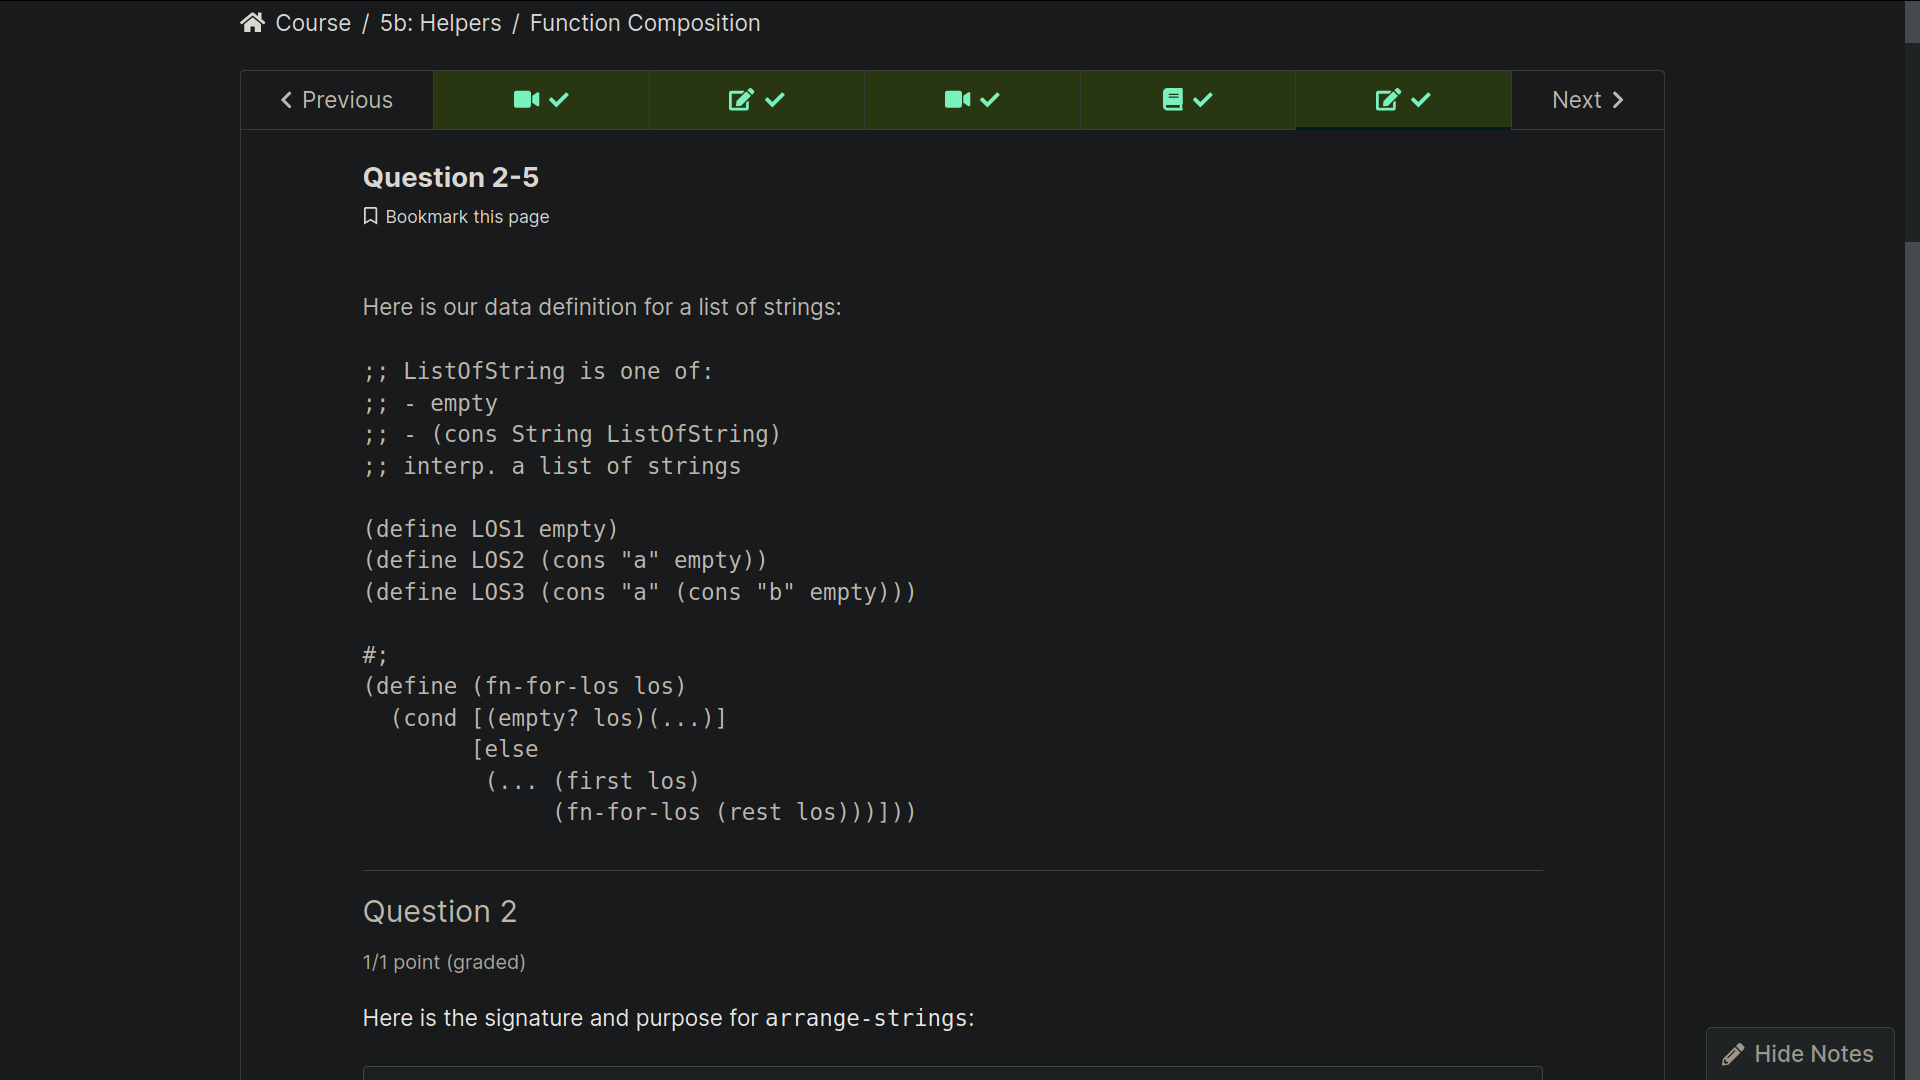 Course / 5b: Helpers / Function Composition
Previous
Next
Question 2-5
Bookmark this page
Here is our data definition for a list of strings:
;; ListOfString is one of:
;; - empty
;; - (cons String ListOfString)
;; interp. a list of strings
(define LOS1 empty)
(define LOS2 (cons "a" empty))
(define LOS3 (cons "a" (cons "b" empty)))
#;
(define (fn-for-los los)
  (cond [(empty? los)(...)]
        [else
         (... (first los)
              (fn-for-los (rest los)))]))
Question 2
1/1 point (graded)
Here is the signature and purpose for arrange-strings:
Hide Notes